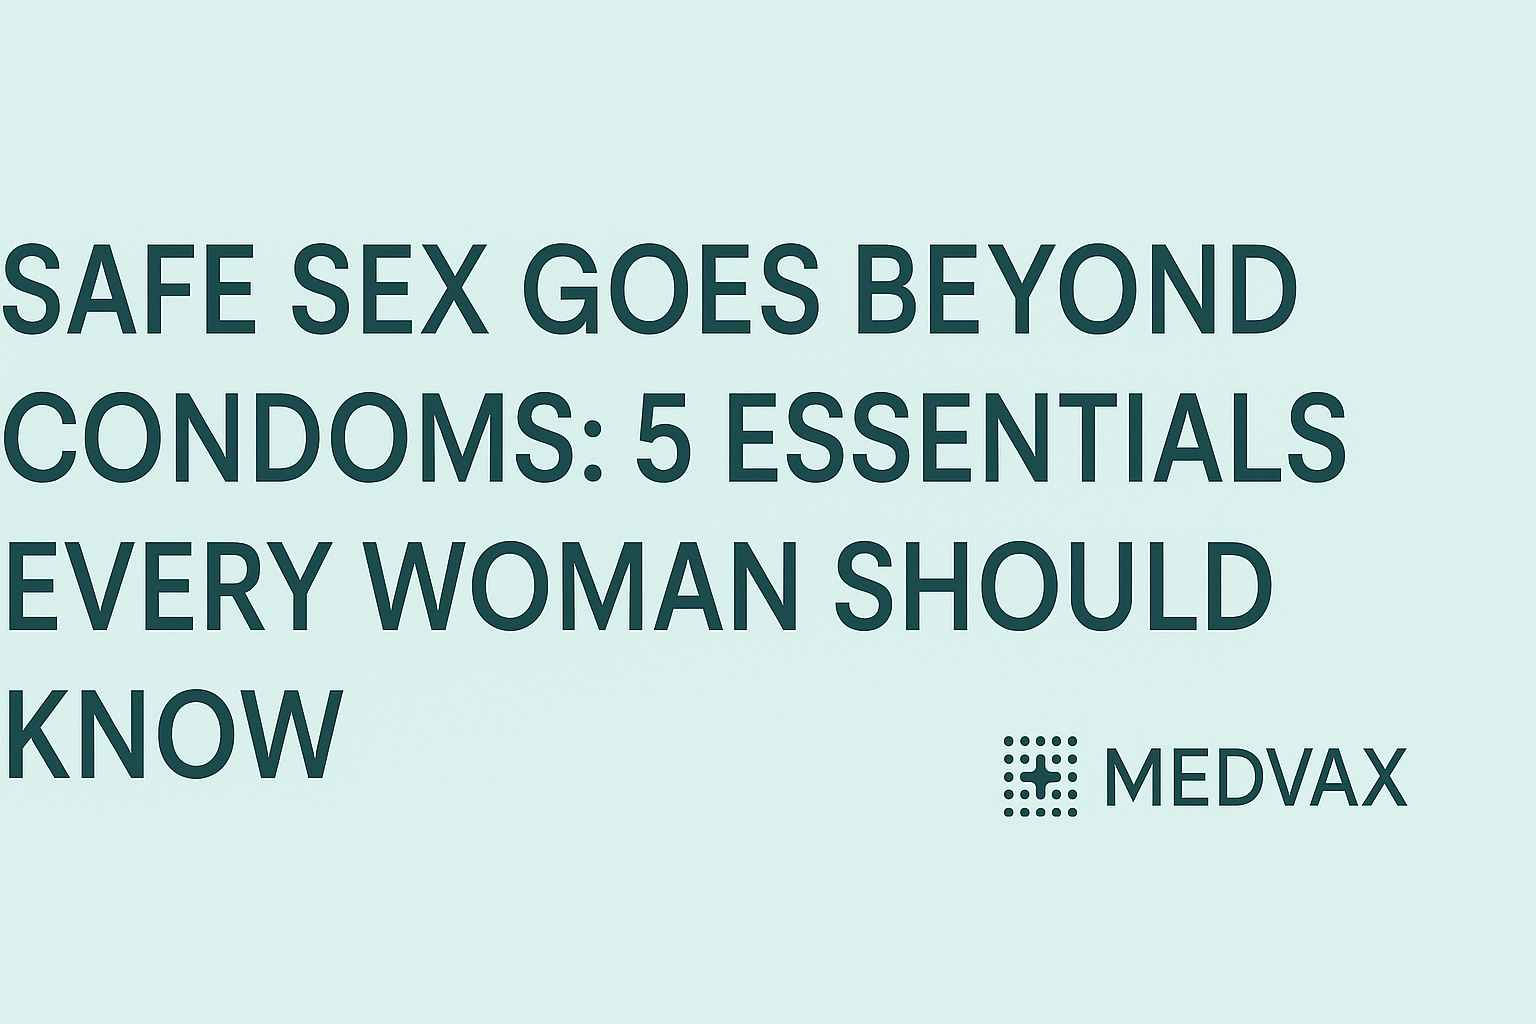 SAFE SEX GOES BEYOND
CONDOMS: 5 ESSENTIALS
EVERY WOMAN SHOULD
KNOW
MEDVAX